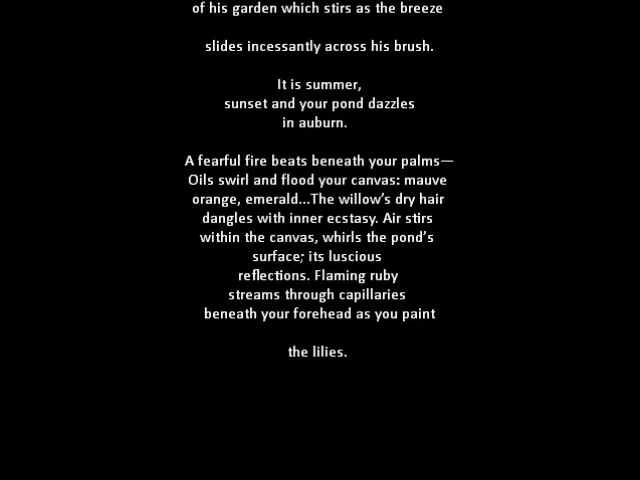 of his garden which stirs as the breeze
slides incessantly across his brush.
It is summer,
sunset and your pond dazzles
in auburn.
A fearful fire beats beneath your palms—
Oils swirl and flood your canvas: mauve
orange, emerald...The willow's dry hair
dangles with inner ecstasy. Air stirs
within the canvas, whirls the pond's
surface; its luscious
reflections. Flaming ruby
streams through capillaries
beneath your forehead as you paint
the lilies.